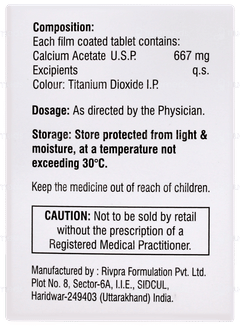 Composition:
Each film coated tablet contains:
Calcium Acetate U.S.P. 667 mg
Excipients q.s.
Colour: Titanium Dioxide I.P.
Dosage: As directed by the Physician.
Storage: Store protected from light &
moisture, at a temperature not
exceeding 30°C.
Keep the medicine out of reach of children.
CAUTION: Not to be sold by retail
without the prescription of a
Registered Medical Practitioner.
Manufactured by : Rivpra Formulation Pvt. Ltd.
Plot No. 8, Sector-6A, I.I.E., SIDCUL,
Haridwar-249403 (Uttarakhand) India.